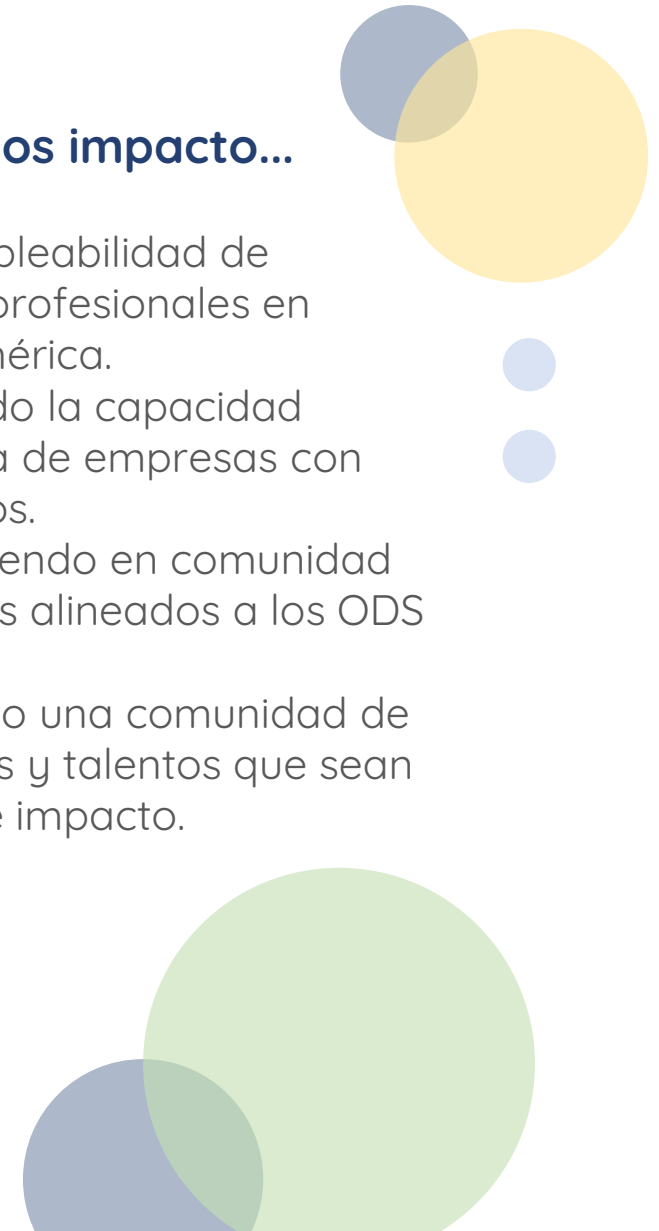 os impacto...
pleabilidad de
profesionales en
nérica.
do la capacidad
a de empresas con
os.
endo en comunidad
s alineados a los ODS
o una comunidad de
s y talentos que sean
e impacto.